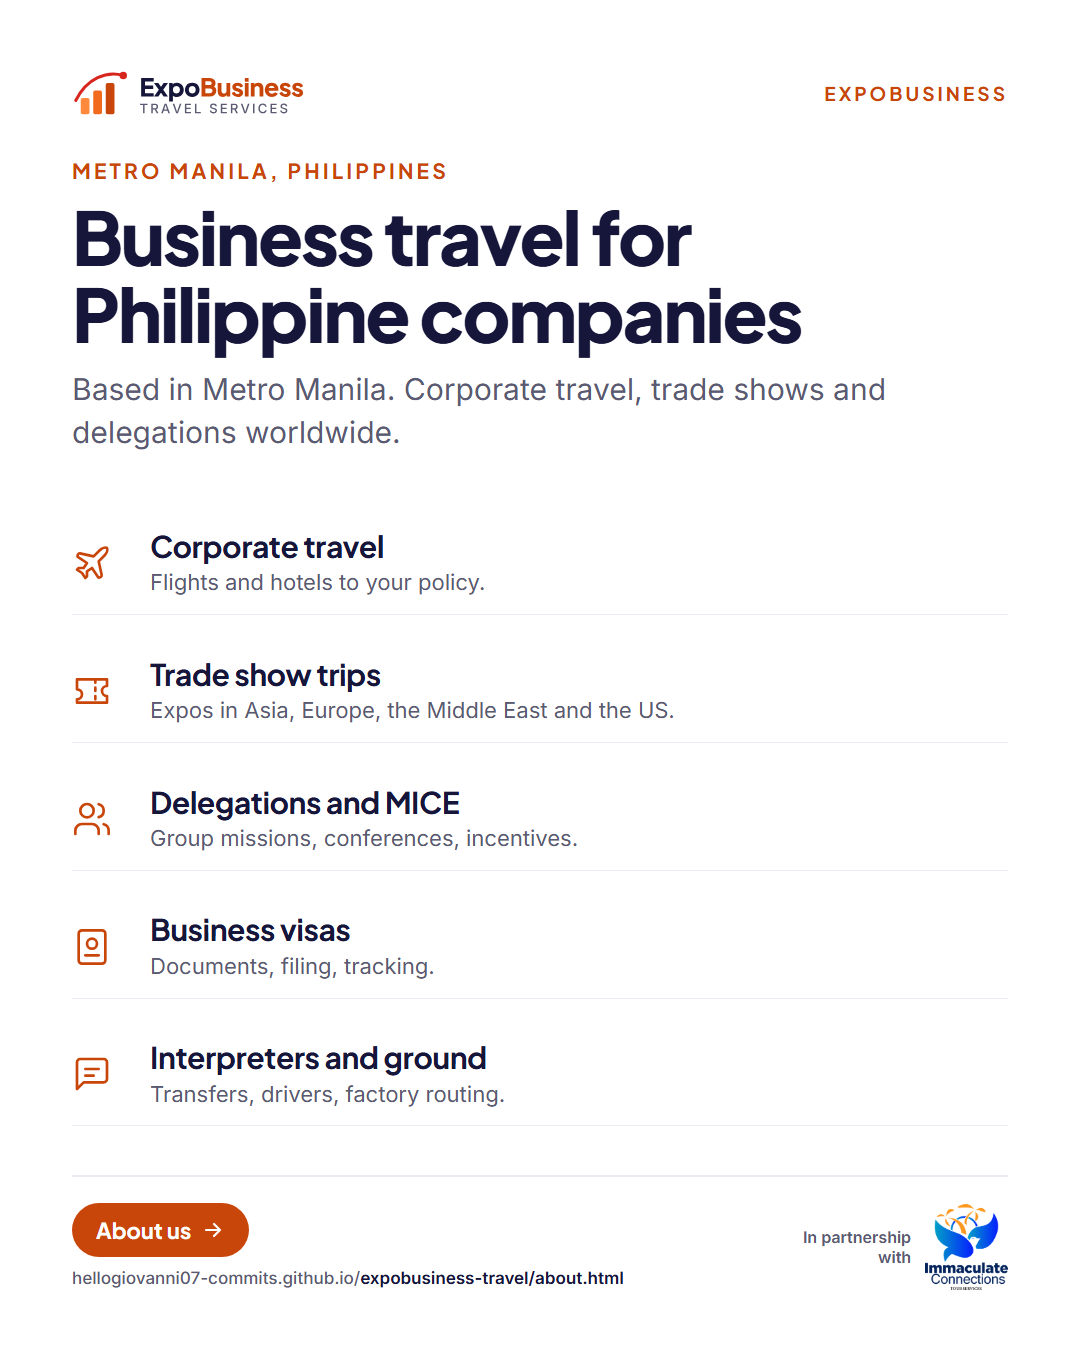 ExpoBusiness
TRAVEL SERVICES
EXPOBUSINESS
METRO MANILA, PHILIPPINES
Business travel for
Philippine companies
Based in Metro Manila. Corporate travel, trade shows and
delegations worldwide.
Corporate travel
Flights and hotels to your policy.
Trade show trips
Expos in Asia, Europe, the Middle East and the US.
Delegations and MICE
Group missions, conferences, incentives.
Business visas
Documents, filing, tracking.
Interpreters and ground
Transfers, drivers, factory routing.
About us →
hellogiovanni07-commits.github.io/expobusiness-travel/about.html
In partnership
with
Immaculate
Connections
TOUR SERVICES